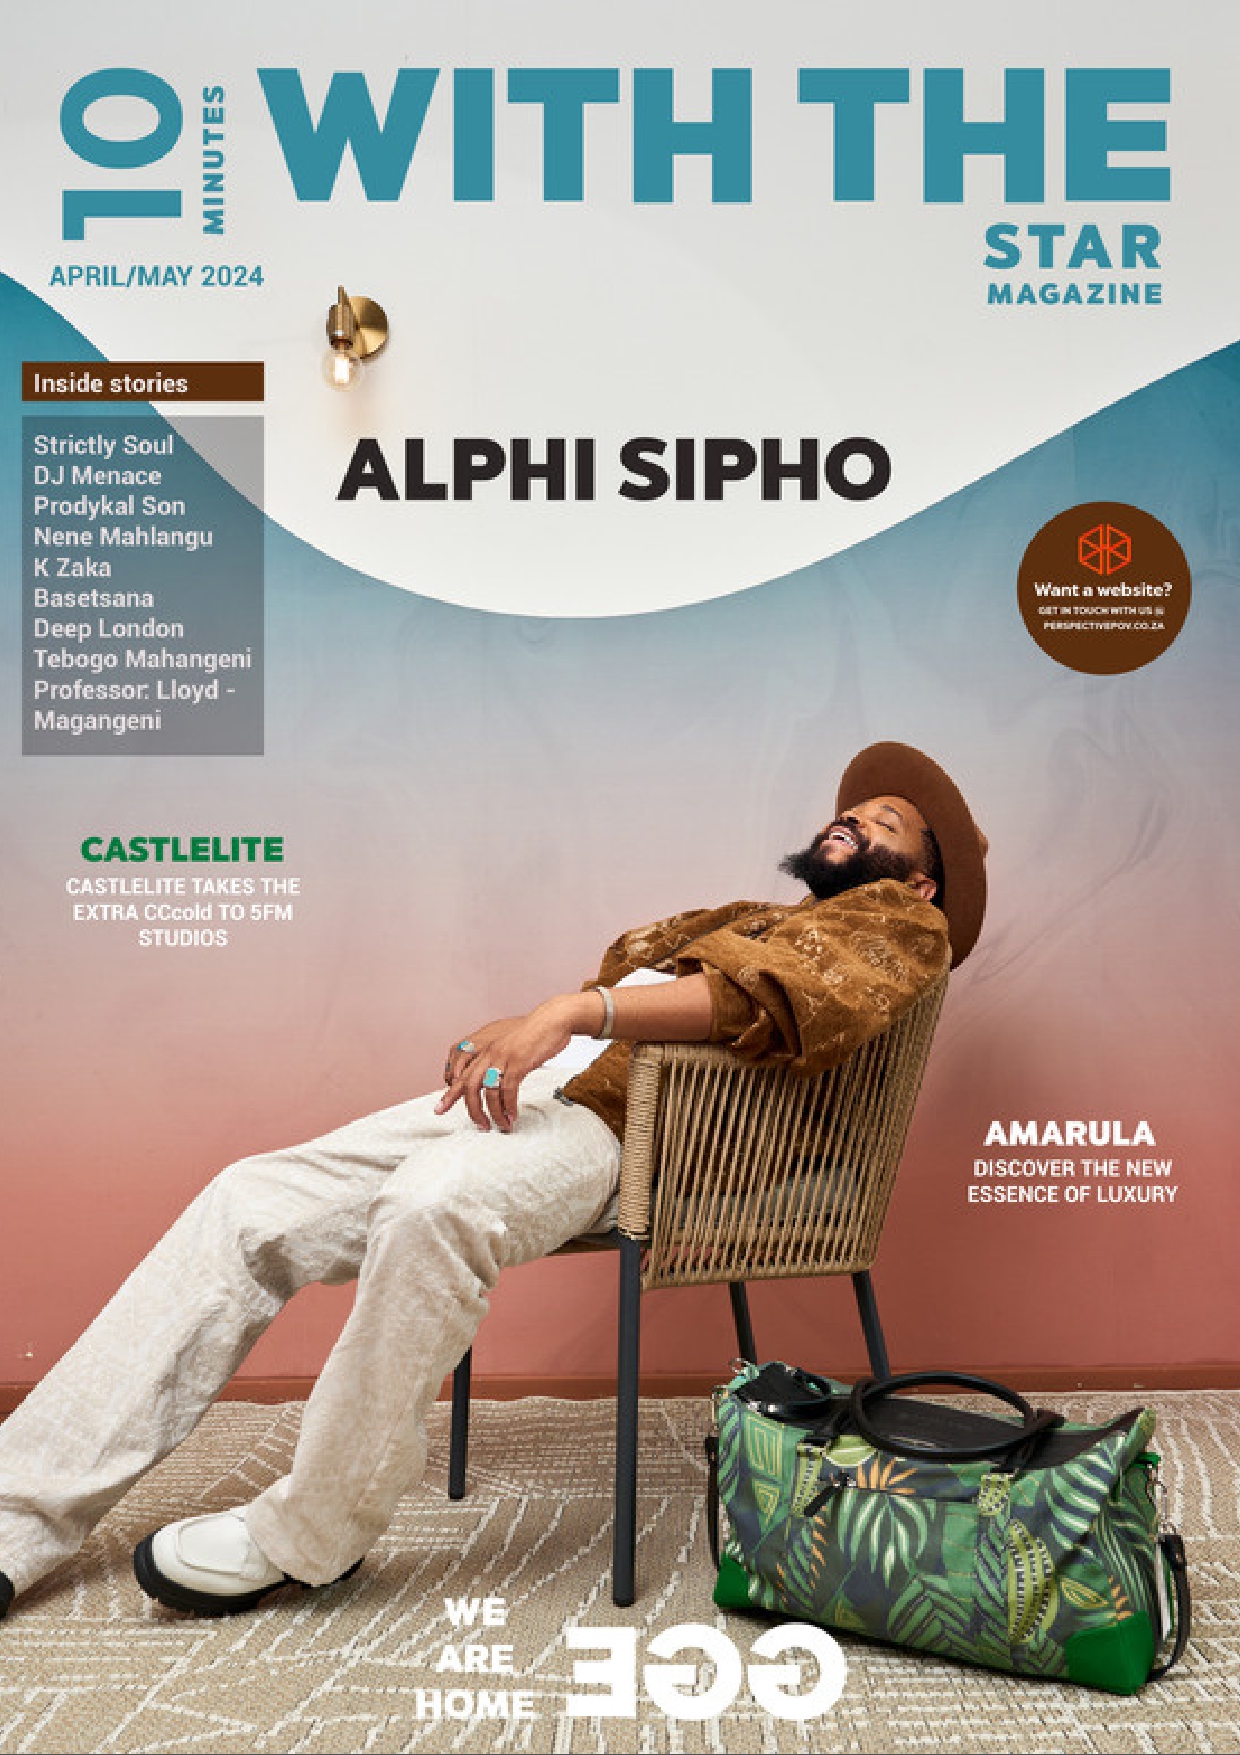 10
MINUTES
WITH THE
STAR
MAGAZINE
APRIL/MAY 2024
Inside stories
Strictly Soul
DJ Menace
Prodykal Son
Nene Mahlangu
K Zaka
Basetsana
Deep London
Tebogo Mahangeni
Professor: Lloyd -
Magangeni
ALPHI SIPHO
Want a website?
GET IN TOUCH WITH US @
PERSPECTIVEPOV.CO.ZA
CASTLELITE
CASTLELITE TAKES THE
EXTRA CCcold TO 5FM
STUDIOS
AMARULA
DISCOVER THE NEW
ESSENCE OF LUXURY
WE
ARE
HOME
EGG